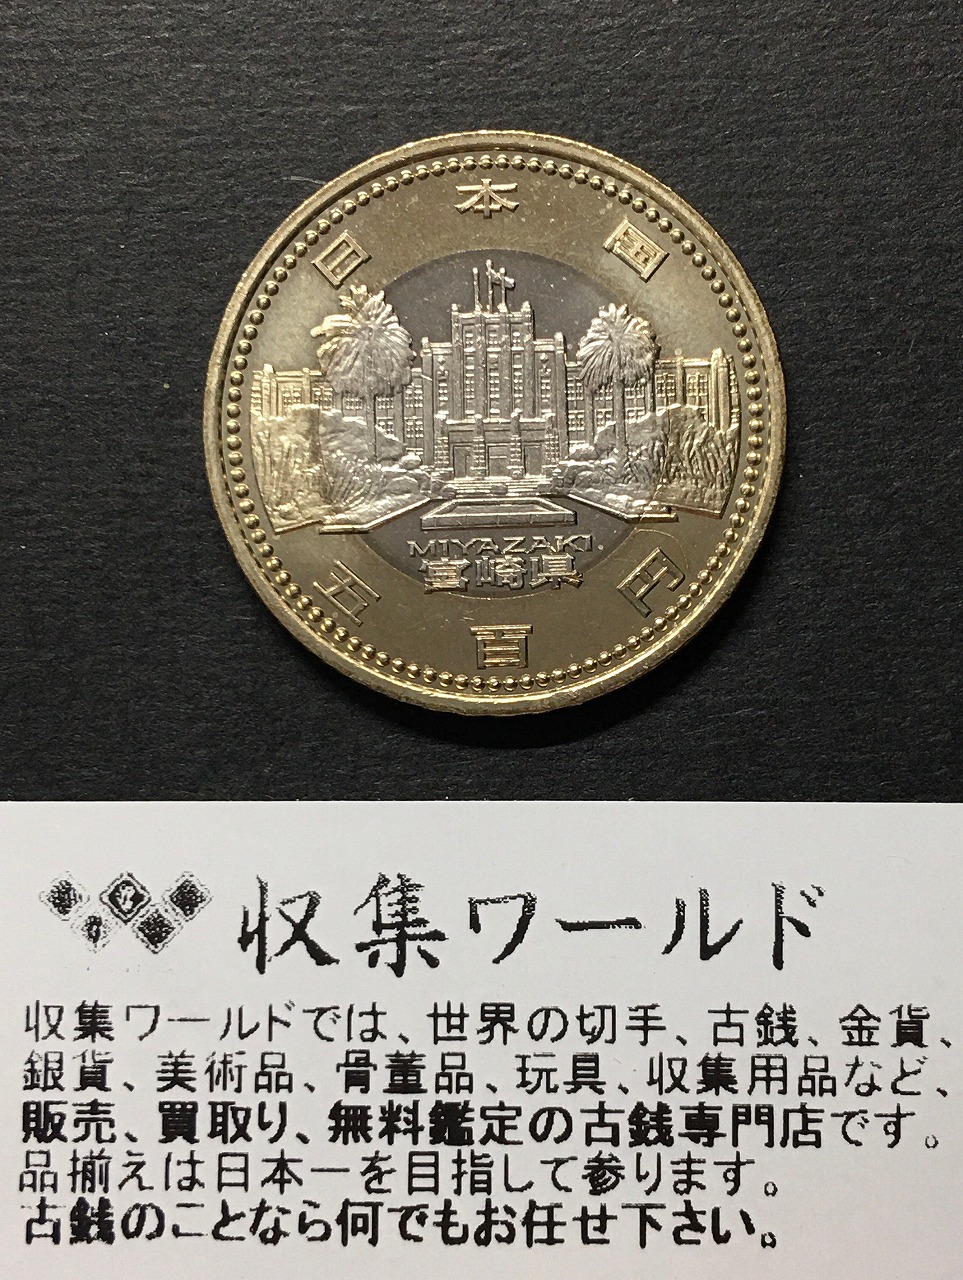 日本国
MIYAZAKI
宮崎県
五百円
収集ワールド
収集ワールドでは、世界の切手、古銭、金貨、
銀貨、美術品、骨董品、玩具、収集用品など、
販売、買取り、無料鑑定の古銭専門店です。
品揃えは日本一を目指して参ります。
古銭のことなら何でもお任せ下さい。